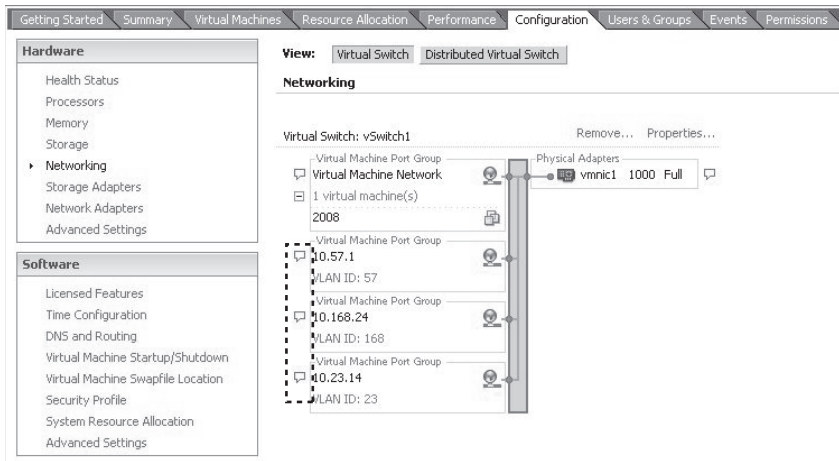 Getting Started Summary Virtual Machines Resource Allocation Performance Configuration Users & Groups Events Permissions
Hardware
Health Status
Processors
Memory
Storage
Networking
Storage Adapters
Network Adapters
Advanced Settings
Software
Licensed Features
Time Configuration
DNS and Routing
Virtual Machine Startup/Shutdown
Virtual Machine Swapfile Location
Security Profile
System Resource Allocation
Advanced Settings
View: Virtual Switch Distributed Virtual Switch
Networking
Virtual Switch: vSwitch1 Remove... Properties...
Virtual Machine Port Group Physical Adapters
Virtual Machine Network vmnic1 1000 Full
1 virtual machine(s)
2008
Virtual Machine Port Group
10.57.1
VLAN ID: 57
Virtual Machine Port Group
10.168.24
VLAN ID: 168
Virtual Machine Port Group
10.23.14
VLAN ID: 23